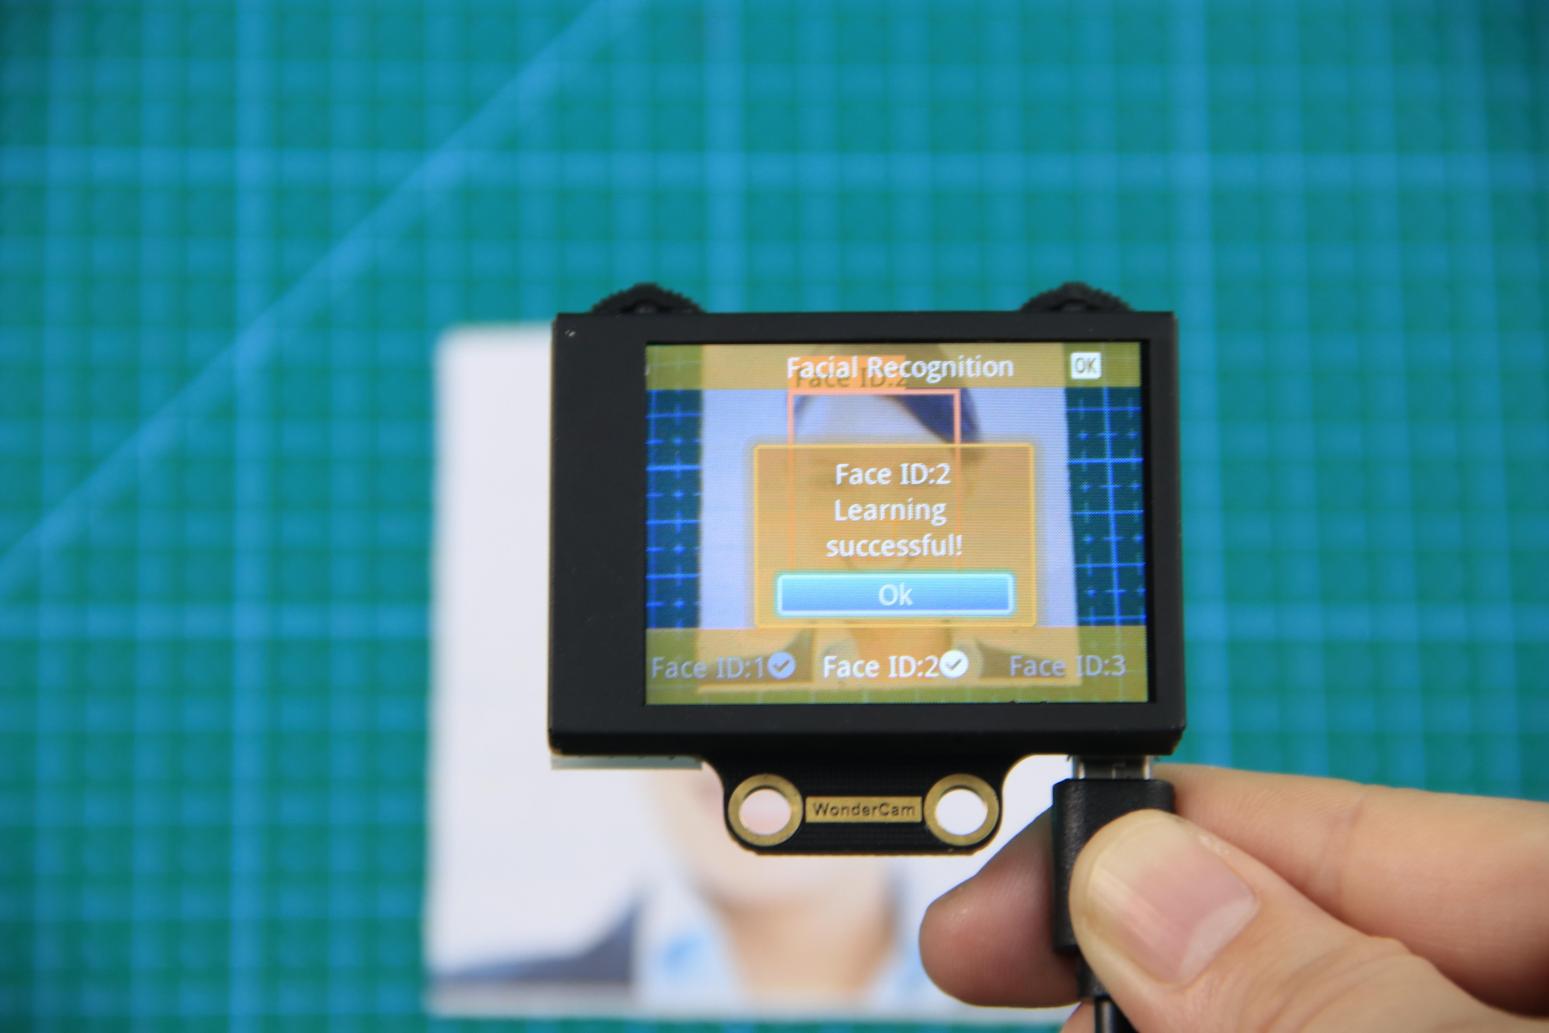 Facial Recognition
OK
Face ID:2
Face ID:2
Learning
successful!
Ok
Face ID:1
Face ID:2
Face ID:3
WonderCam